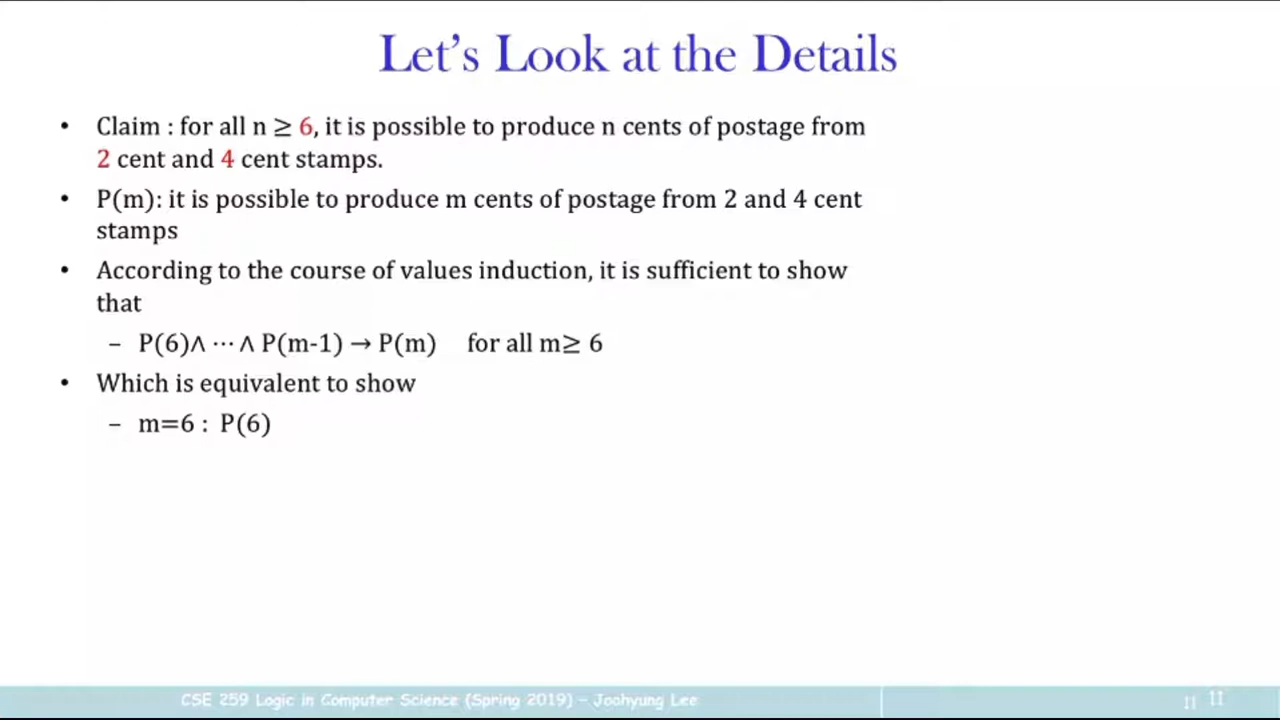 Let's Look at the Details
• Claim : for all n ≥ 6, it is possible to produce n cents of postage from
2 cent and 4 cent stamps.
• P(m): it is possible to produce m cents of postage from 2 and 4 cent
stamps
• According to the course of values induction, it is sufficient to show
that
– P(6)∧ ⋯ ∧ P(m-1) → P(m) for all m≥ 6
• Which is equivalent to show
– m=6 : P(6)
CSE 259 Logic in Computer Science (Spring 2019) – Joohyung Lee
11 11